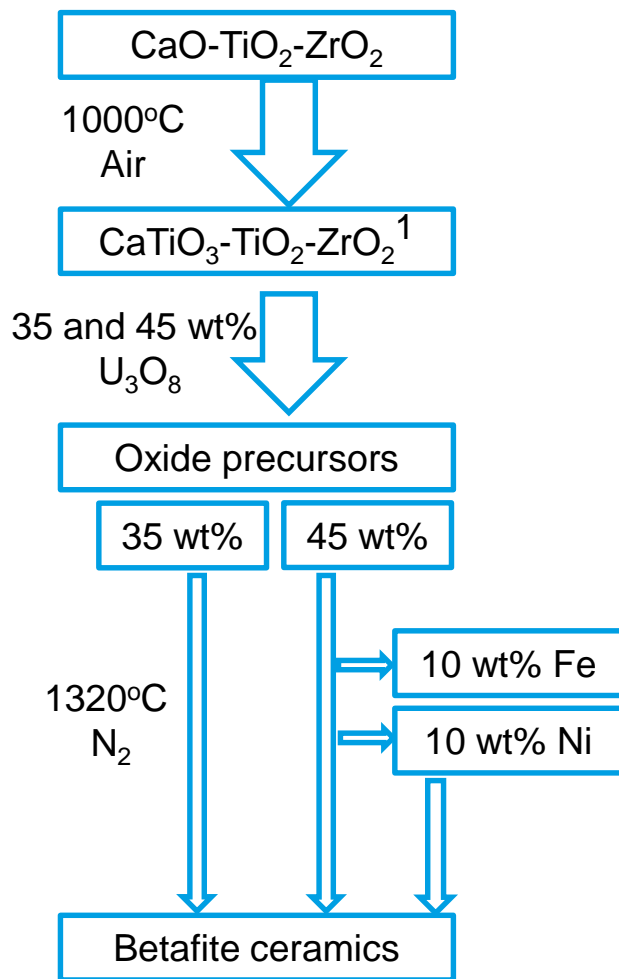 CaO-TiO₂-ZrO₂
1000ᵒC
Air
CaTiO₃-TiO₂-ZrO₂¹
35 and 45 wt%
U₃O₈
Oxide precursors
35 wt%
45 wt%
10 wt% Fe
1320ᵒC
N₂
10 wt% Ni
Betafite ceramics